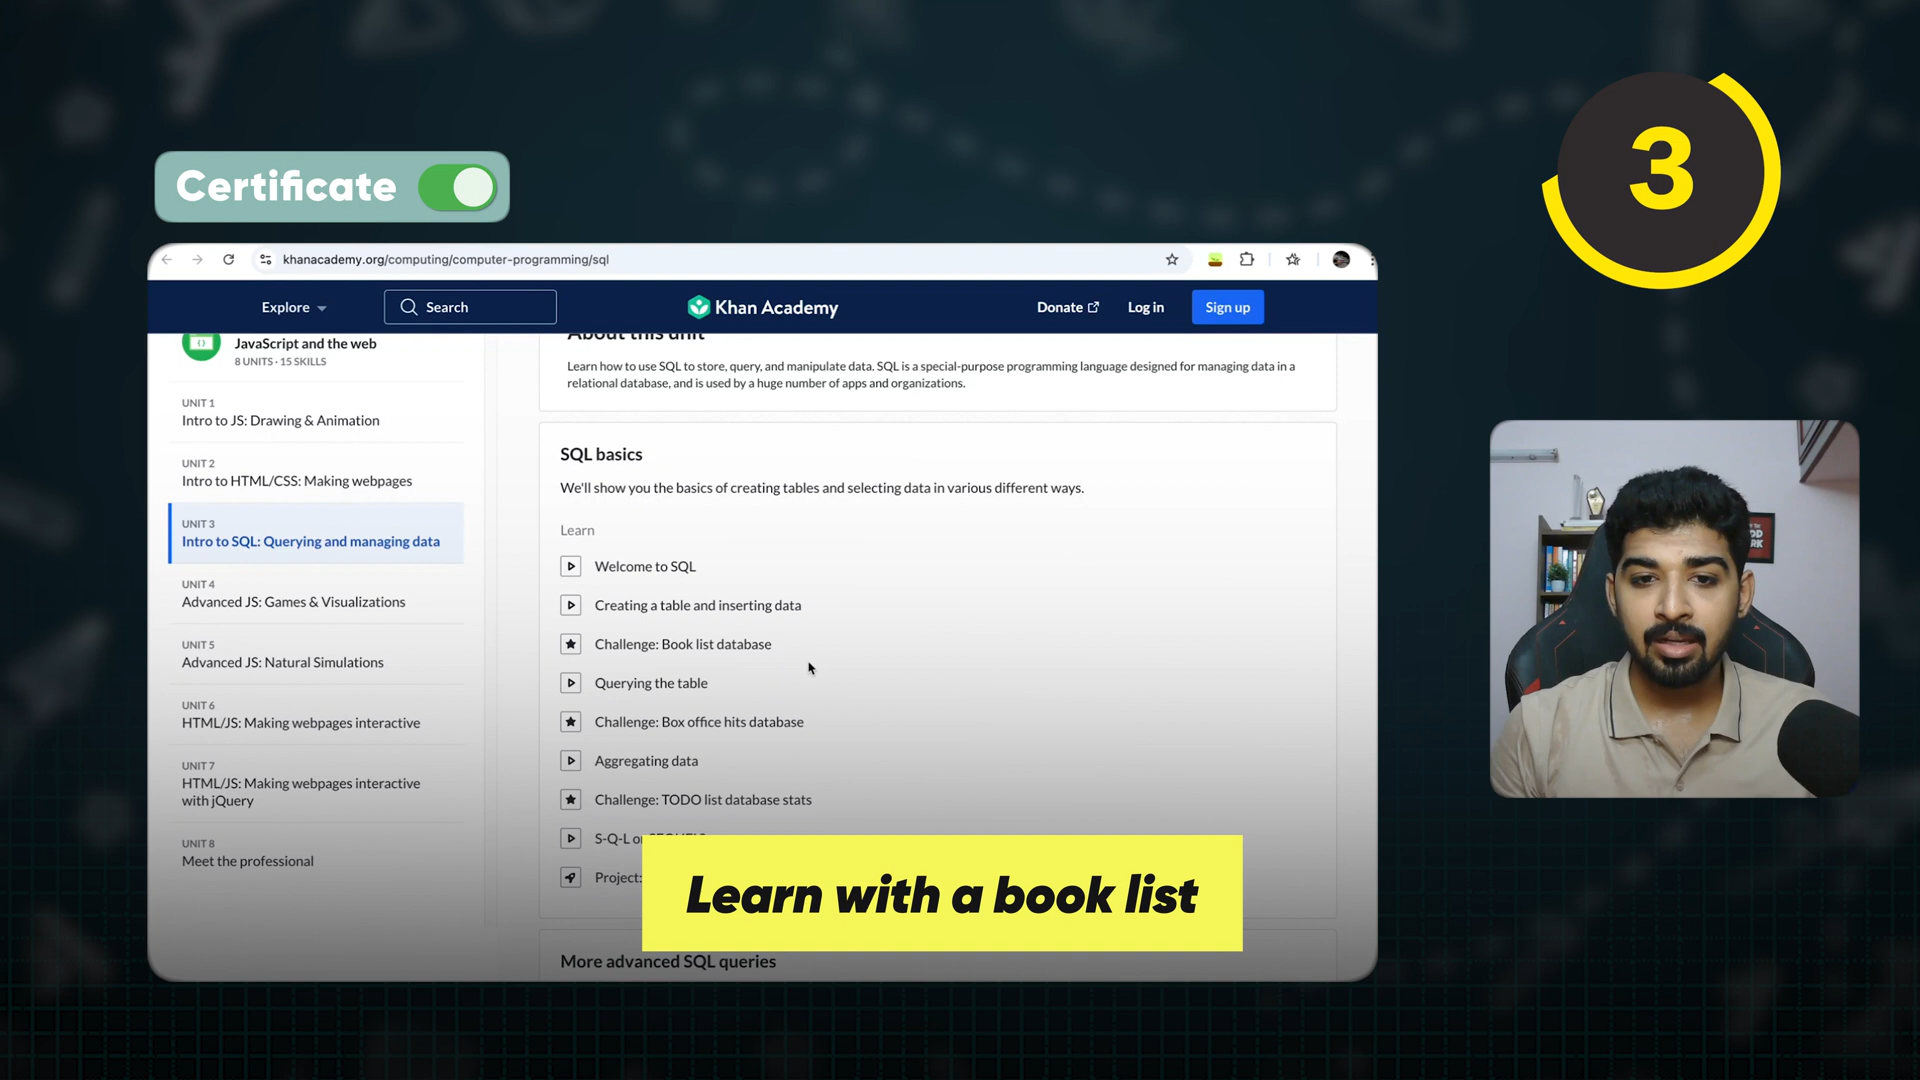 Certificate
3
khanacademy.org/computing/computer-programming/sql
Explore
Search
Khan Academy
Donate
Log in
Sign up
JavaScript and the web
8 UNITS · 15 SKILLS
UNIT 1
Intro to JS: Drawing & Animation
UNIT 2
Intro to HTML/CSS: Making webpages
UNIT 3
Intro to SQL: Querying and managing data
UNIT 4
Advanced JS: Games & Visualizations
UNIT 5
Advanced JS: Natural Simulations
UNIT 6
HTML/JS: Making webpages interactive
UNIT 7
HTML/JS: Making webpages interactive
with jQuery
UNIT 8
Meet the professional
About this unit
Learn how to use SQL to store, query, and manipulate data. SQL is a special-purpose programming language designed for managing data in a
relational database, and is used by a huge number of apps and organizations.
SQL basics
We'll show you the basics of creating tables and selecting data in various different ways.
Learn
Welcome to SQL
Creating a table and inserting data
Challenge: Book list database
Querying the table
Challenge: Box office hits database
Aggregating data
Challenge: TODO list database stats
S-Q-L
Project:
Learn with a book list
More advanced SQL queries